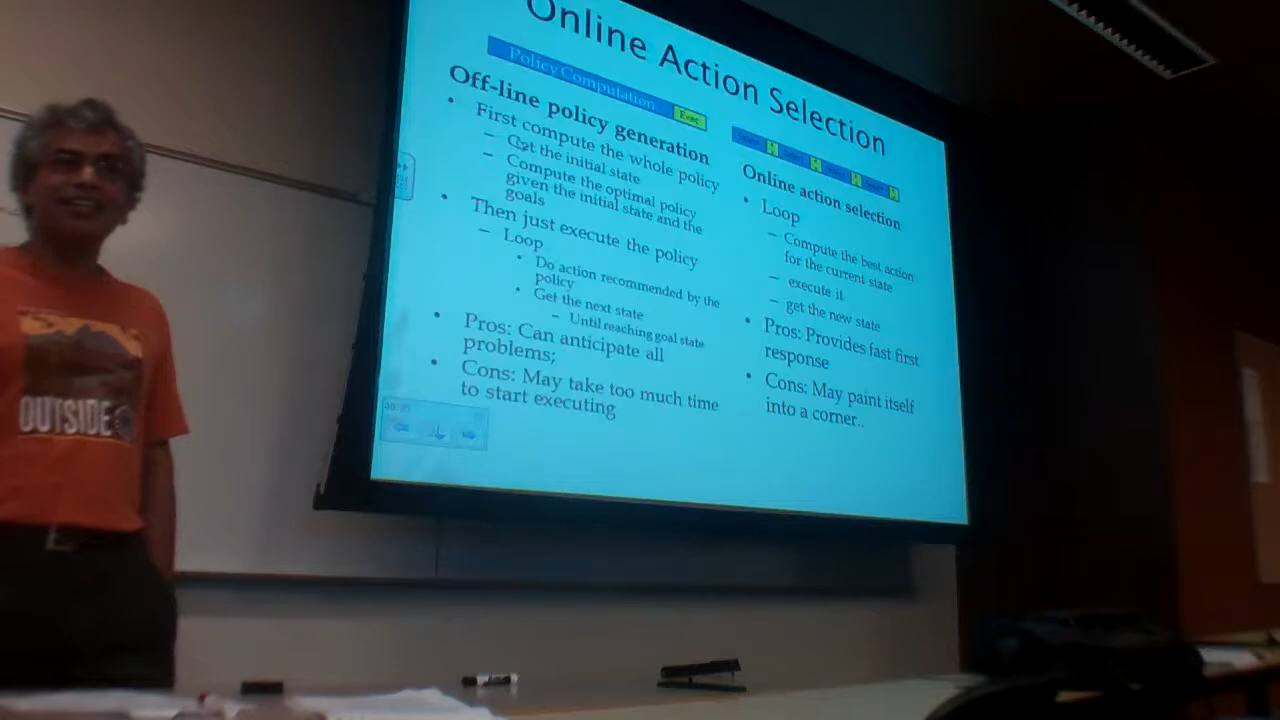 Online Action Selection
Policy Computation
Exec
Off-line policy generation
• First compute the whole policy
– Get the initial state
– Compute the optimal policy
given the initial state and the
goals
• Then just execute the policy
– Loop
• Do action recommended by the
policy
• Get the next state
– Until reaching goal state
• Pros: Can anticipate all
problems;
• Cons: May take too much time
to start executing
Select
Select
Select
Select
Online action selection
• Loop
– Compute the best action
for the current state
– execute it
– get the new state
• Pros: Provides fast first
response
• Cons: May paint itself
into a corner..
OUTSIDE